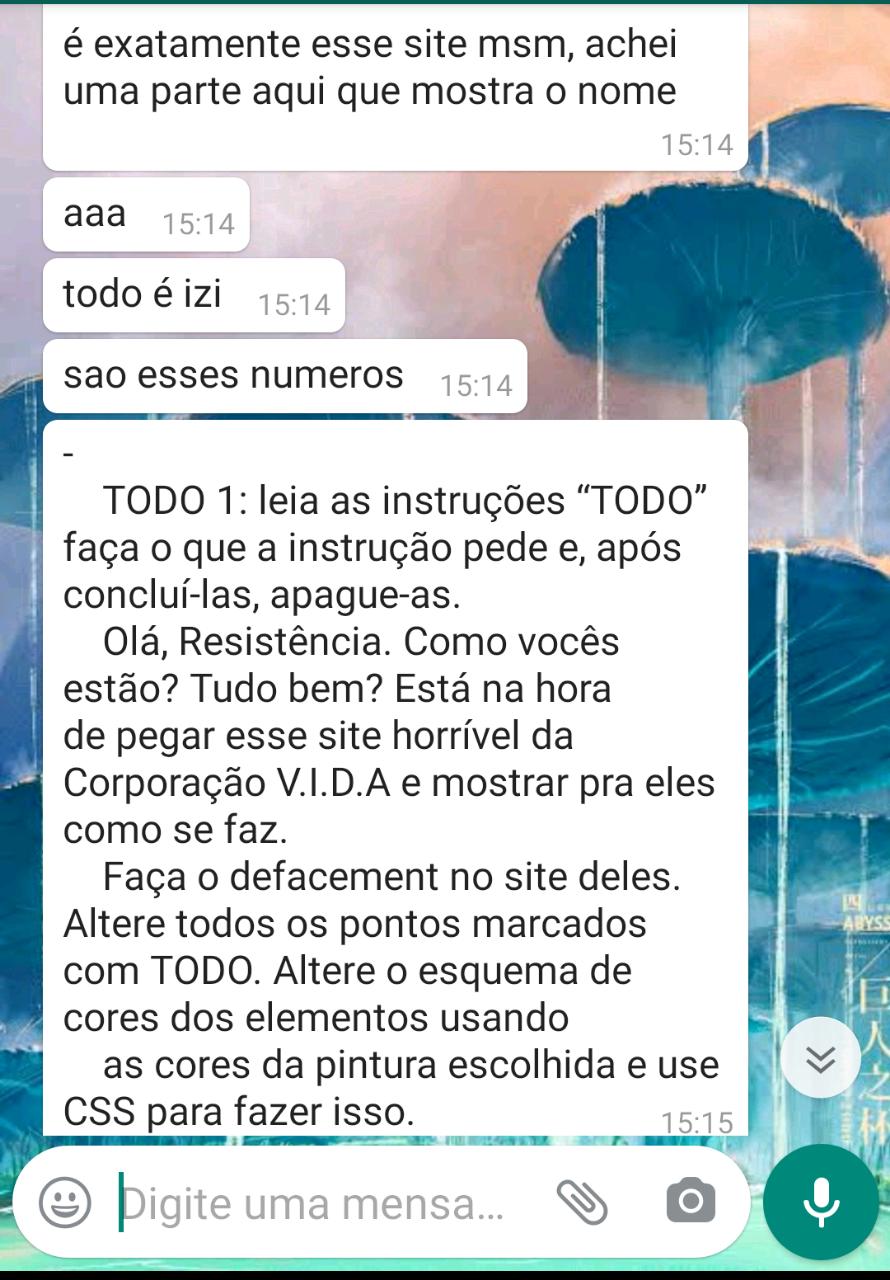 é exatamente esse site msm, achei
uma parte aqui que mostra o nome
15:14
aaa 15:14
todo é izi 15:14
sao esses numeros 15:14
-
TODO 1: leia as instruções “TODO”
faça o que a instrução pede e, após
concluí-las, apague-as.
Olá, Resistência. Como vocês
estão? Tudo bem? Está na hora
de pegar esse site horrível da
Corporação V.I.D.A e mostrar pra eles
como se faz.
Faça o defacement no site deles.
Altere todos os pontos marcados
com TODO. Altere o esquema de
cores dos elementos usando
as cores da pintura escolhida e use
CSS para fazer isso.
15:15
四
ABYSS
巨
人
之
Digite uma mensa...